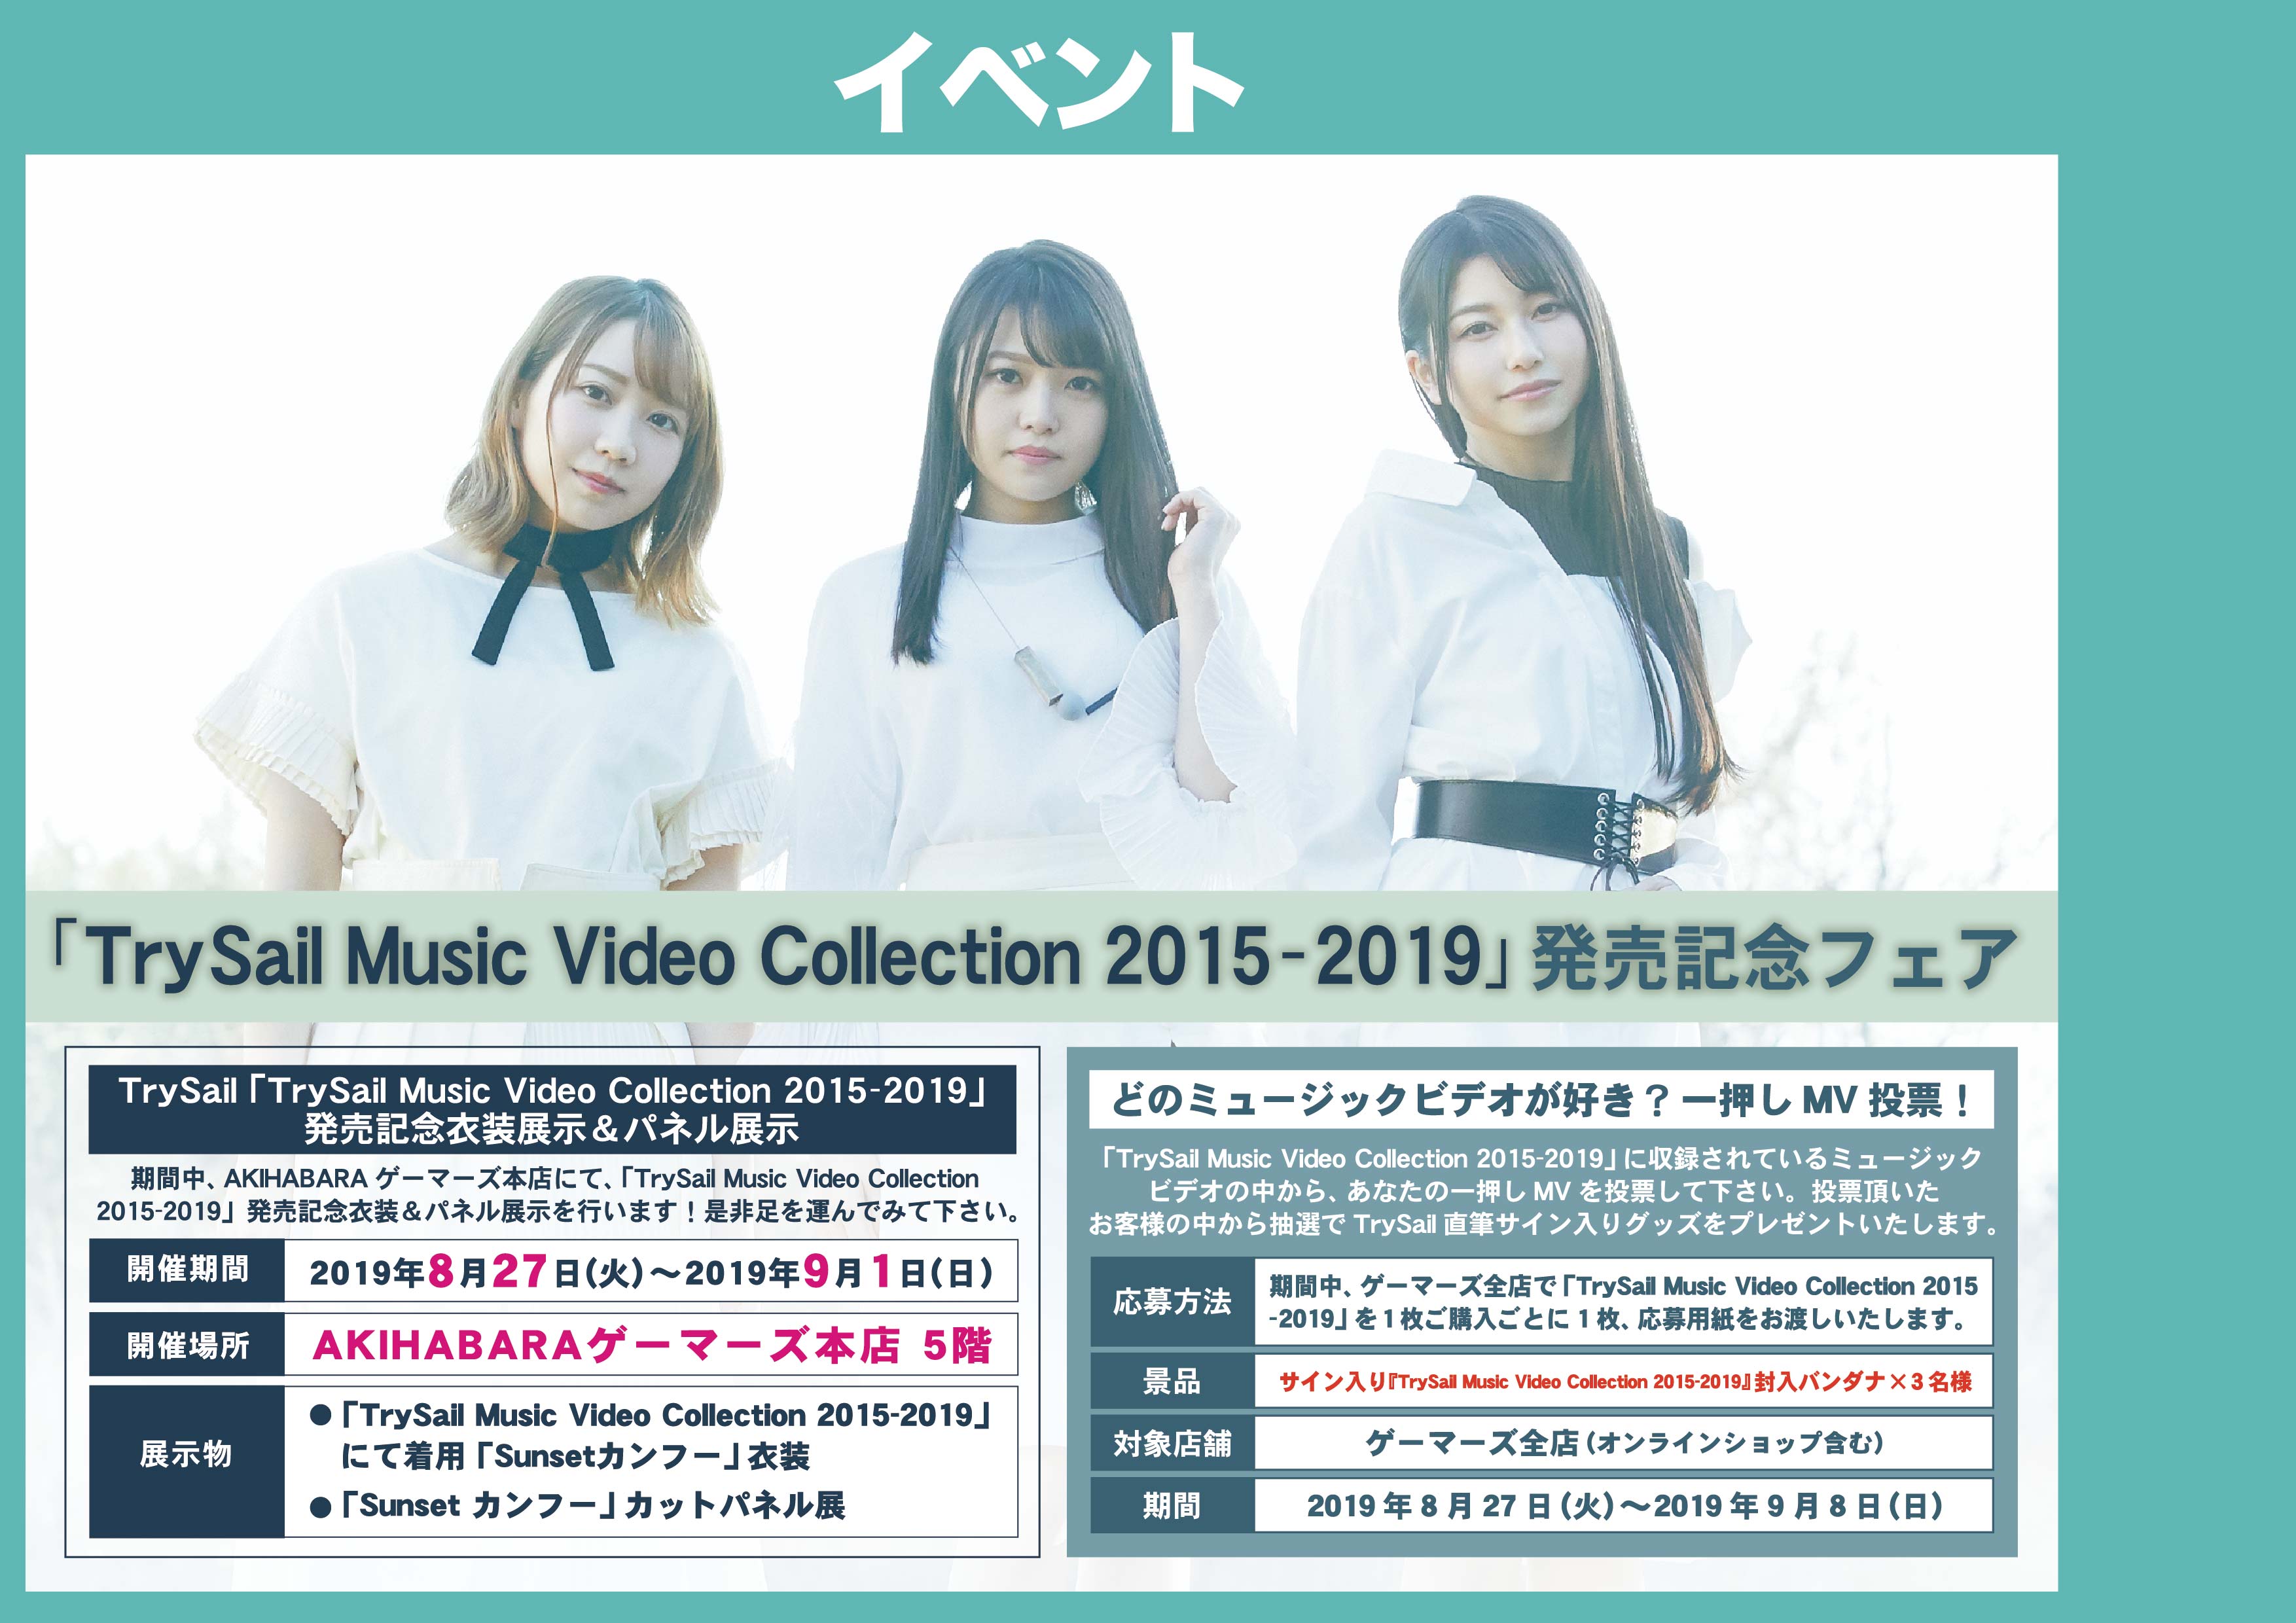 イベント
「TrySail Music Video Collection 2015-2019」発売記念フェア
TrySail「TrySail Music Video Collection 2015-2019」
発売記念衣装展示＆パネル展示
期間中、AKIHABARA ゲーマーズ本店にて、「TrySail Music Video Collection
2015-2019」発売記念衣装＆パネル展示を行います！是非足を運んでみて下さい。
開催期間
2019年8月27日(火)～2019年9月1日(日)
開催場所
AKIHABARAゲーマーズ本店 5階
展示物
●「TrySail Music Video Collection 2015-2019」
にて着用「Sunsetカンフー」衣装
●「Sunset カンフー」カットパネル展
どのミュージックビデオが好き？一押し MV 投票！
「TrySail Music Video Collection 2015-2019」に収録されているミュージック
ビデオの中から、あなたの一押し MV を投票して下さい。投票頂いた
お客様の中から抽選で TrySail 直筆サイン入りグッズをプレゼントいたします。
応募方法
期間中、ゲーマーズ全店で「TrySail Music Video Collection 2015
-2019」を1枚ご購入ごとに1枚、応募用紙をお渡しいたします。
景品
サイン入り『TrySail Music Video Collection 2015-2019』封入バンダナ×3名様
対象店舗
ゲーマーズ全店(オンラインショップ含む)
期間
2019 年 8 月 27 日 (火)～2019 年 9 月 8 日 (日)